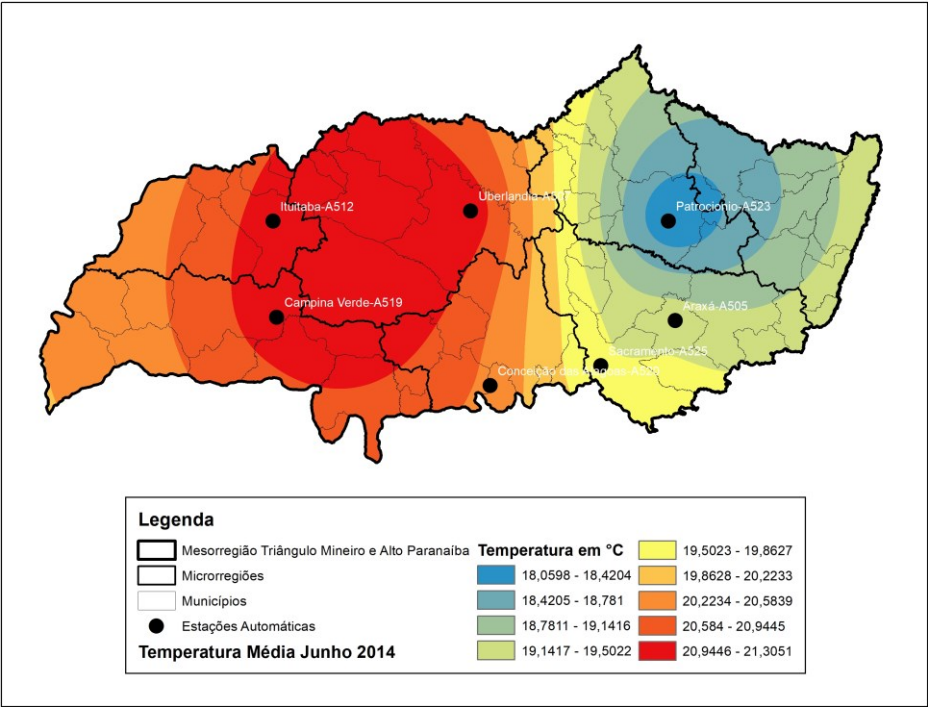 Ituitaba-A512
Uberlandia-A507
Patrocionio-A523
Campina Verde-A519
Araxá-A505
Sacramento-A525
Conceição das
Legenda
Mesorregião Triângulo Mineiro e Alto Paranaíba
Microrregiões
Municípios
Estações Automáticas
Temperatura Média Junho 2014
Temperatura em °C
18,0598 - 18,4204
18,4205 - 18,781
18,7811 - 19,1416
19,1417 - 19,5022
19,5023 - 19,8627
19,8628 - 20,2233
20,2234 - 20,5839
20,584 - 20,9445
20,9446 - 21,3051